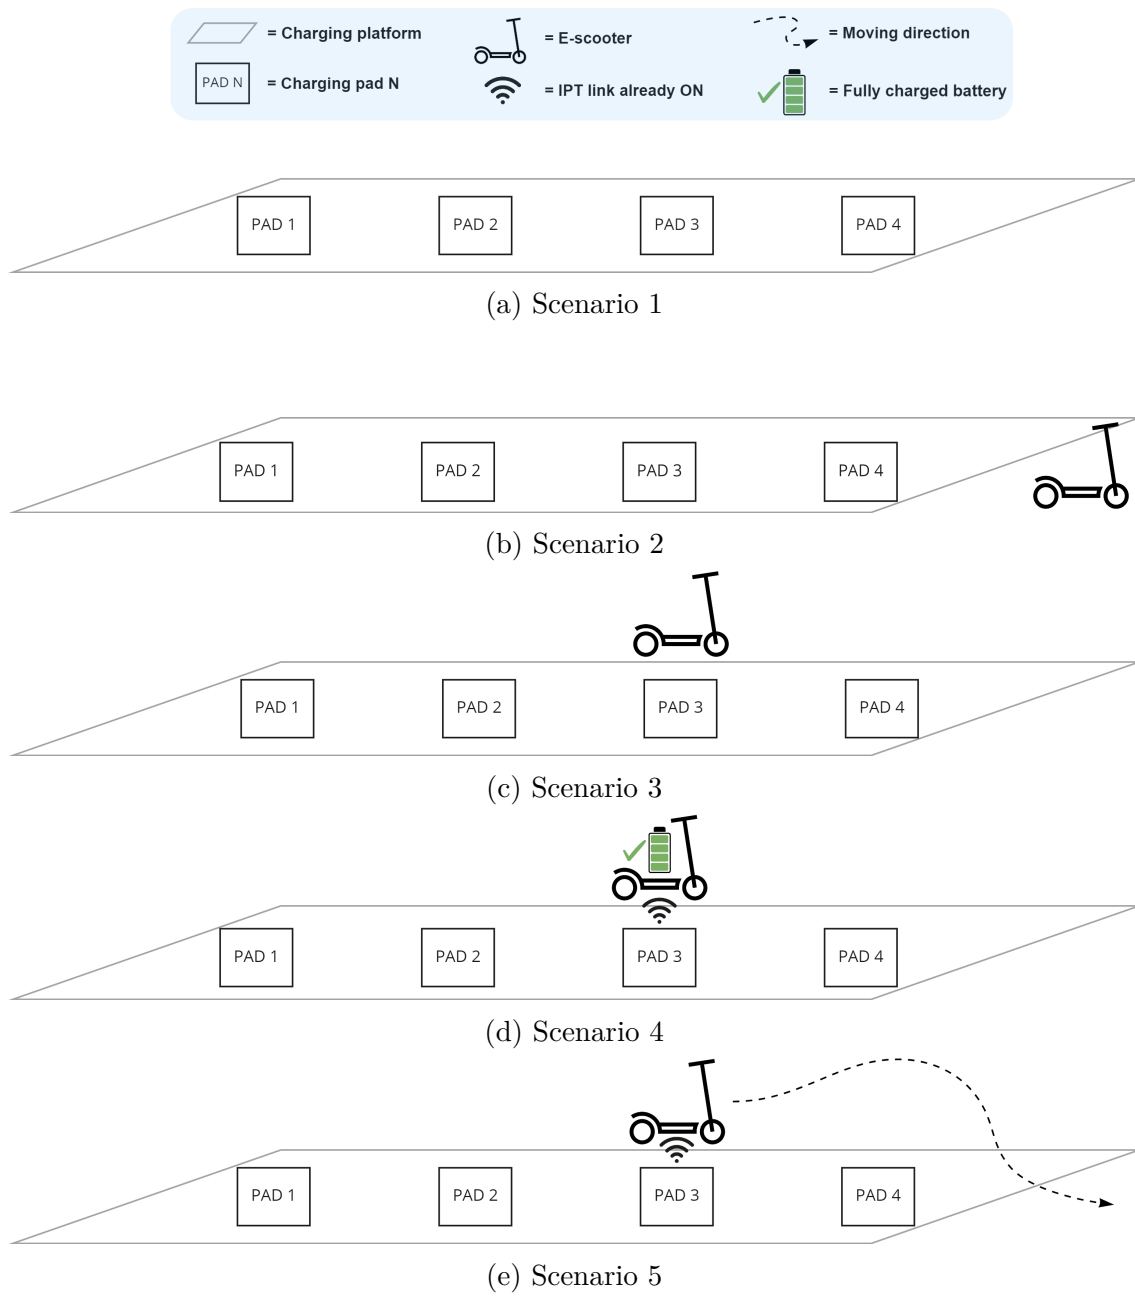 = Charging platform
= E-scooter
= Moving direction
PAD N
= Charging pad N
= IPT link already ON
= Fully charged battery
PAD 1
PAD 2
PAD 3
PAD 4
(a) Scenario 1
PAD 1
PAD 2
PAD 3
PAD 4
(b) Scenario 2
PAD 1
PAD 2
PAD 3
PAD 4
(c) Scenario 3
PAD 1
PAD 2
PAD 3
PAD 4
(d) Scenario 4
PAD 1
PAD 2
PAD 3
PAD 4
(e) Scenario 5